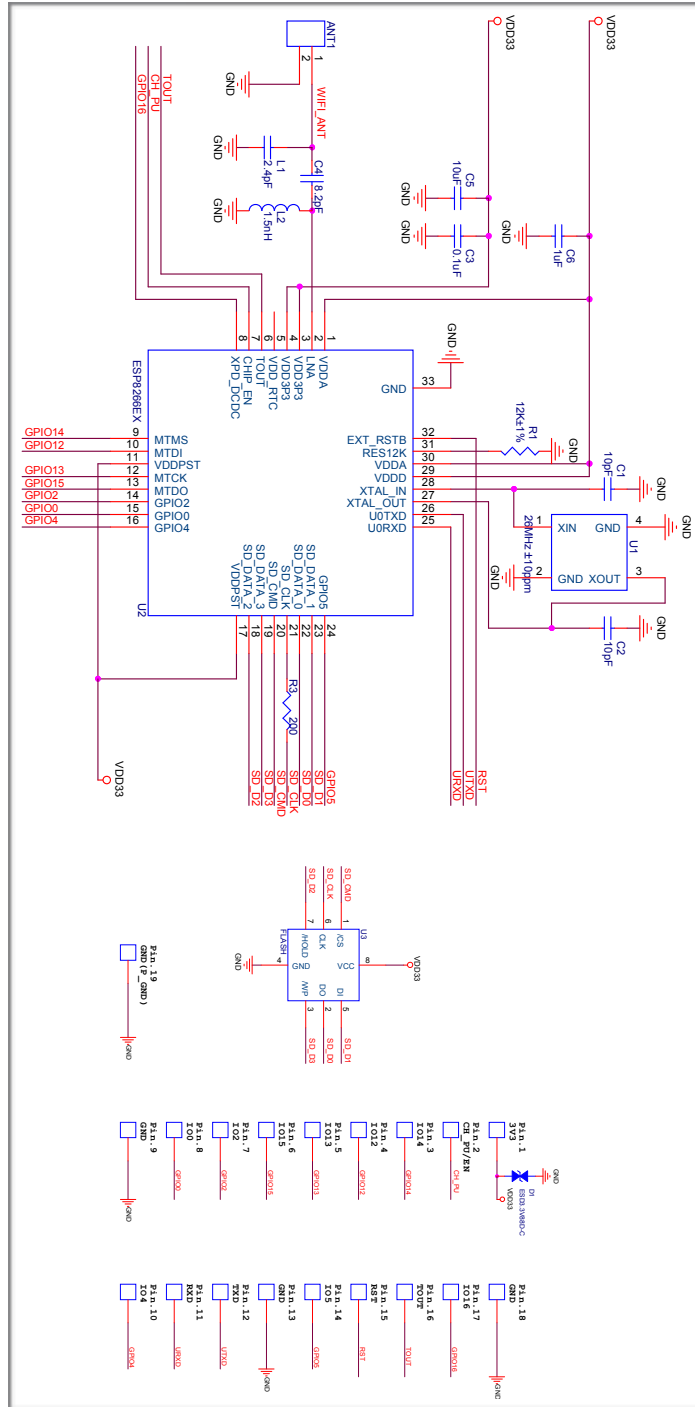 VDD33
VDD33
ANT1
1
2
GND
WIFI_ANT
TOUT
CH_PU
GPIO16
GND
L1
2.4pF
C4
8.2pF
GND
L2
1.5nH
GND
C5
10uF
GND
C3
0.1uF
GND
C6
1uF
8
7
6
5
4
3
2
1
XPD_DCDC
CHIP_EN
TOUT
VDD_RTC
VDD3P3
VDD3P3
LNA
VDDA
ESP8266EX
U2
GND
33
GND
GPIO14
9
MTMS
GPIO12
10
MTDI
11
VDDPST
GPIO13
12
MTCK
GPIO15
13
MTDO
GPIO2
14
GPIO2
GPIO0
15
GPIO0
GPIO4
16
GPIO4
EXT_RSTB
32
RES12K
31
VDDA
30
VDDD
29
XTAL_IN
28
XTAL_OUT
27
U0TXD
26
U0RXD
25
R1
12K±1%
GND
C1
10pF
GND
1
XIN
GND
4
GND
U1
26MHz ±10ppm
GND
2
GND
XOUT
3
C2
10pF
GND
VDDPST
SD_DATA_2
SD_DATA_3
SD_CMD
SD_CLK
SD_DATA_0
SD_DATA_1
GPIO5
17
18
19
20
21
22
23
24
R3
200
VDD33
SD_D2
SD_D3
SD_CMD
SD_CLK
SD_D0
SD_D1
GPIO5
URXD
UTXD
RST
SD_D2
SD_CLK
SD_CMD
7
6
1
FLASH
U3
/HOLD
CLK
/CS
GND
4
GND
VCC
8
VDD33
/WP
DO
DI
3
2
5
SD_D3
SD_D0
SD_D1
Pin.19
GND(P_GND)
GND
Pin.1
3V3
D1
ESD3.3V88D-C
GND
VDD33
Pin.2
CH_PU/EN
CH_PU
Pin.3
IO14
GPIO14
Pin.4
IO12
GPIO12
Pin.5
IO13
GPIO13
Pin.6
IO15
GPIO15
Pin.7
IO2
GPIO2
Pin.8
IO0
GPIO0
Pin.9
GND
GND
Pin.18
GND
GND
Pin.17
IO16
GPIO16
Pin.16
TOUT
TOUT
Pin.15
RST
RST
Pin.14
IO5
GPIO5
Pin.13
GND
GND
Pin.12
TXD
UTXD
Pin.11
RXD
URXD
Pin.10
IO4
GPIO4